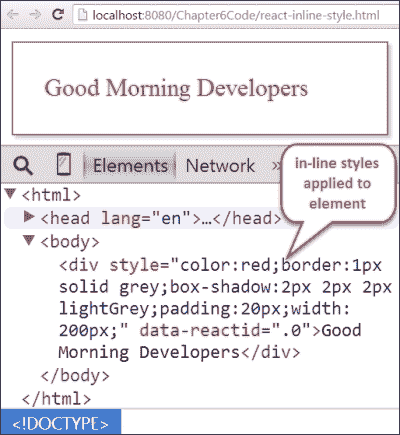 localhost:8080/Chapter6Code/react-inline-style.html
Good Morning Developers
Elements Network »
in-line styles
applied to
element
<html>
<head lang="en">…</head>
<body>
<div style="color:red;border:1px
solid grey;box-shadow:2px 2px 2px
lightGrey;padding:20px;width:
200px;" data-reactid=".0">Good
Morning Developers</div>
</body>
</html>
<!DOCTYPE>